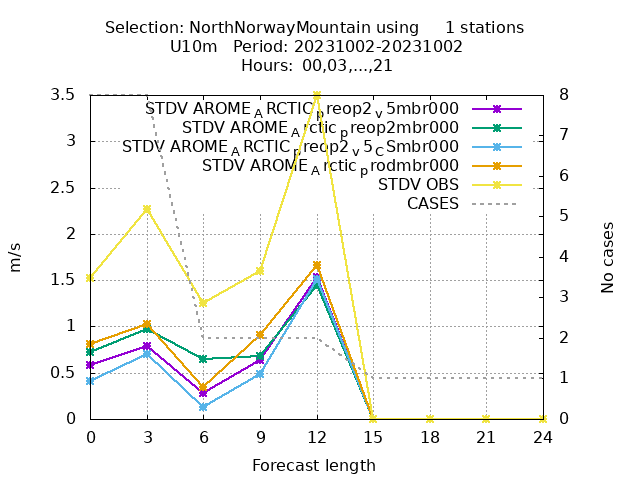 Selection: NorthNorwayMountain using 1 stations
U10m Period: 20231002-20231002
Hours: 00,03,...,21
STDV AROME_ARCTIC_preop2_v5mbr000
STDV AROME_Arctic_preop2mbr000
STDV AROME_ARCTIC_preop2_v5_CSmbr000
STDV AROME_Arctic_prodmbr000
STDV OBS
CASES
3.5
3
2.5
2
1.5
1
0.5
0
m/s
8
7
6
5
4
3
2
1
0
No cases
0 3 6 9 12 15 18 21 24
Forecast length